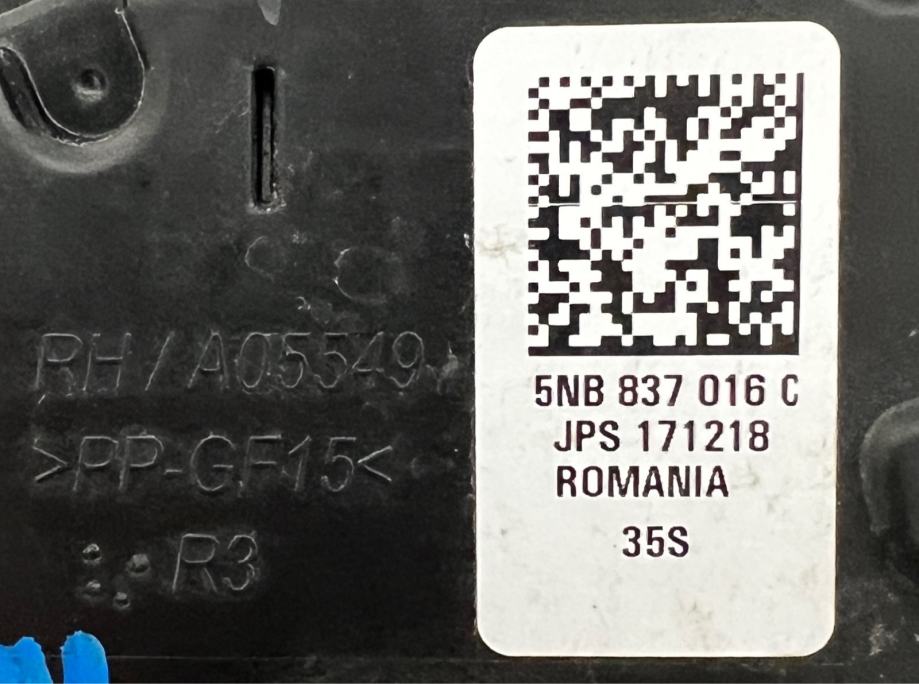 RH / A05549
>PP-GF15<
R3
5NB 837 016 C
JPS 171218
ROMANIA
35S